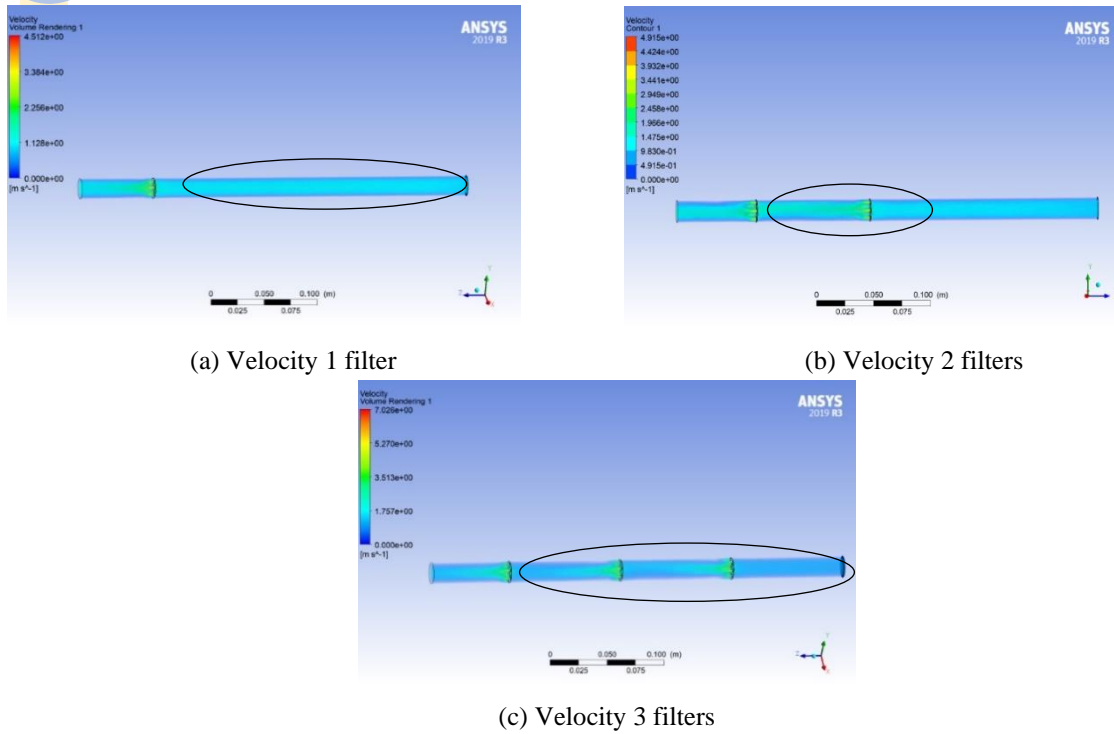 Velocity
Volume Rendering 1
4.512e+00
3.384e+00
2.256e+00
1.128e+00
0.000e+00
[m s^-1]
ANSYS
2019 R3
0 0.050 0.100 (m)
0.025 0.075
Z Y X
(a) Velocity 1 filter
Velocity
Contour 1
4.915e+00
4.424e+00
3.932e+00
3.441e+00
2.949e+00
2.458e+00
1.966e+00
1.475e+00
9.830e-01
4.915e-01
0.000e+00
[m s^-1]
ANSYS
2019 R3
0 0.050 0.100 (m)
0.025 0.075
Y
(b) Velocity 2 filters
Velocity
Volume Rendering 1
7.026e+00
5.270e+00
3.513e+00
1.757e+00
0.000e+00
[m s^-1]
ANSYS
2019 R3
0 0.050 0.100 (m)
0.025 0.075
Z Y X
(c) Velocity 3 filters